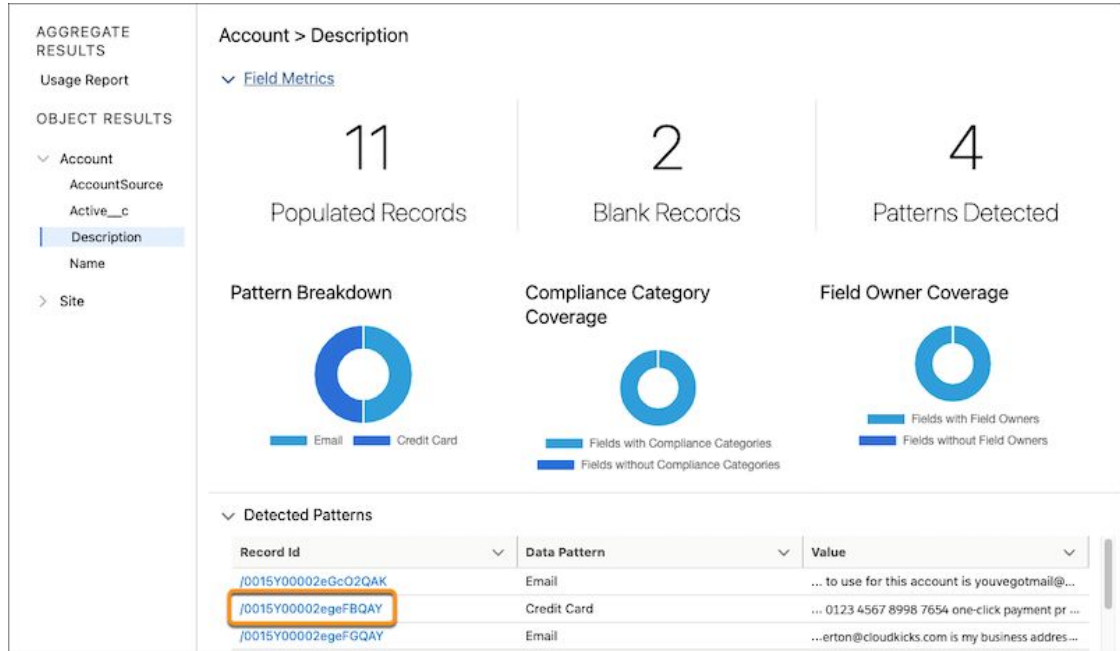 AGGREGATE
RESULTS
Usage Report
OBJECT RESULTS
Account
AccountSource
Active__c
Description
Name
Site
Account > Description
Field Metrics
11
Populated Records
2
Blank Records
4
Patterns Detected
Pattern Breakdown
Email
Credit Card
Compliance Category
Coverage
Fields with Compliance Categories
Fields without Compliance Categories
Field Owner Coverage
Fields with Field Owners
Fields without Field Owners
Detected Patterns
Record Id Data Pattern Value
/0015Y00002eGcO2QAK Email ... to use for this account is youvegotmail@...
/0015Y00002egeFBQAY Credit Card ... 0123 4567 8998 7654 one-click payment pr ...
/0015Y00002egeFGQAY Email ...erton@cloudkicks.com is my business addres...